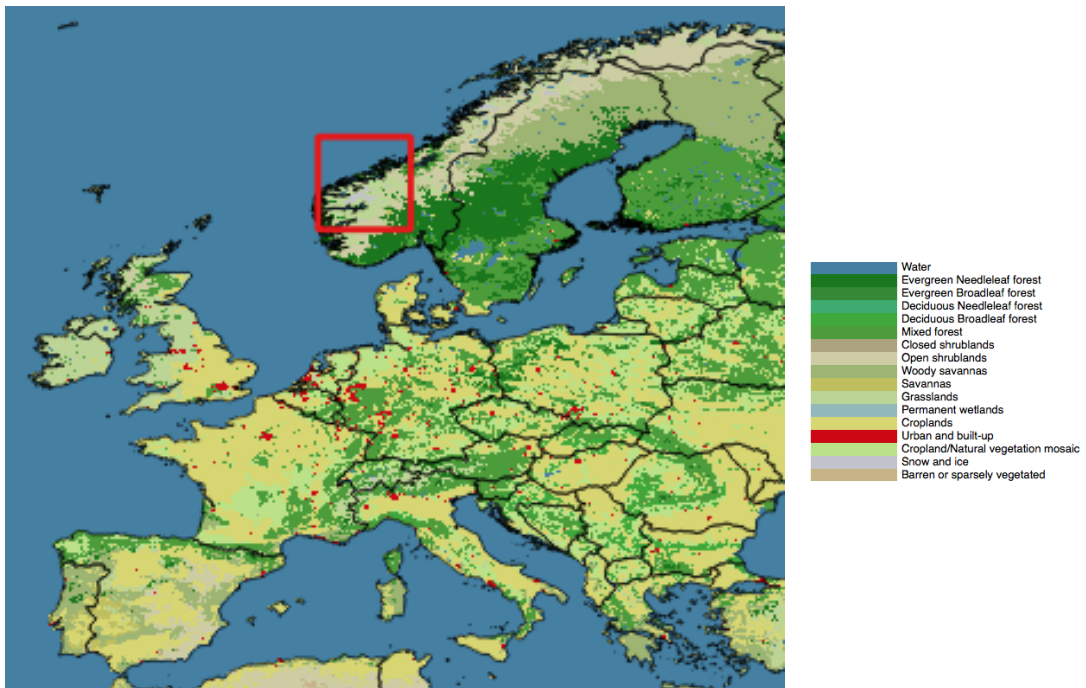 Water
Evergreen Needleleaf forest
Evergreen Broadleaf forest
Deciduous Needleleaf forest
Deciduous Broadleaf forest
Mixed forest
Closed shrublands
Open shrublands
Woody savannas
Savannas
Grasslands
Permanent wetlands
Croplands
Urban and built-up
Cropland/Natural vegetation mosaic
Snow and ice
Barren or sparsely vegetated